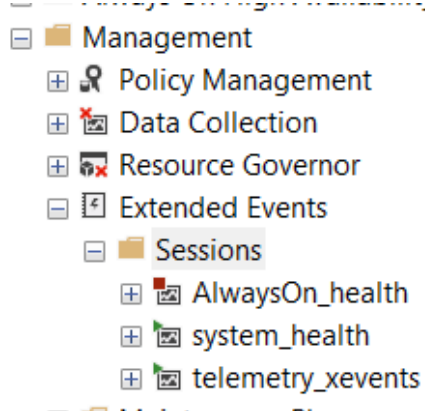 Management
Policy Management
Data Collection
Resource Governor
Extended Events
Sessions
AlwaysOn_health
system_health
telemetry_xevents